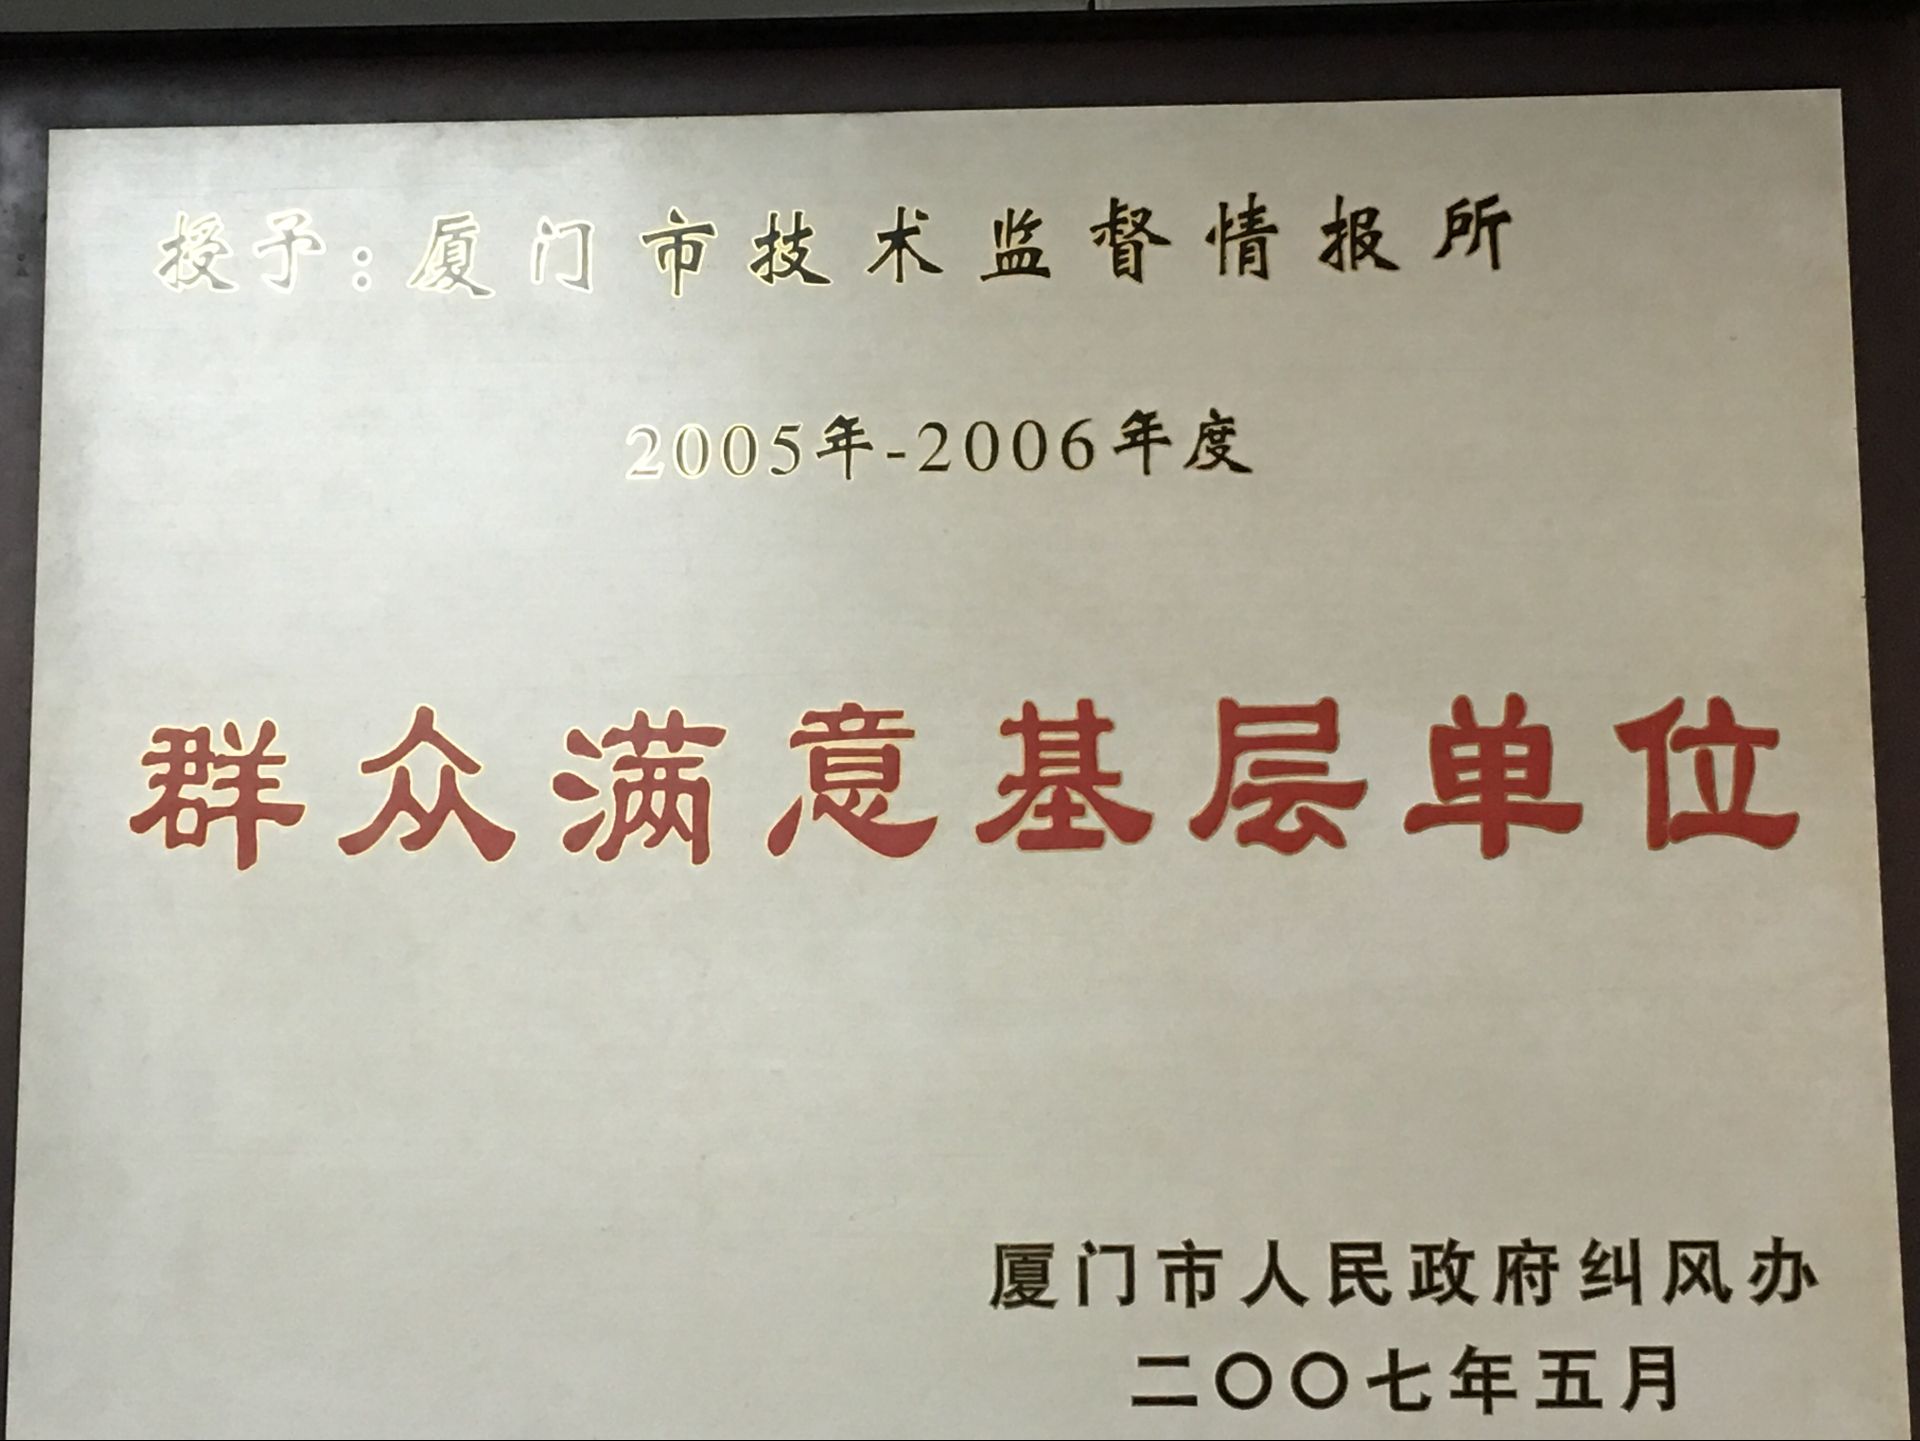 授予：厦门市技术监督情报所
2005年-2006年度
群众满意基层单位
厦门市人民政府纠风办
二〇〇七年五月